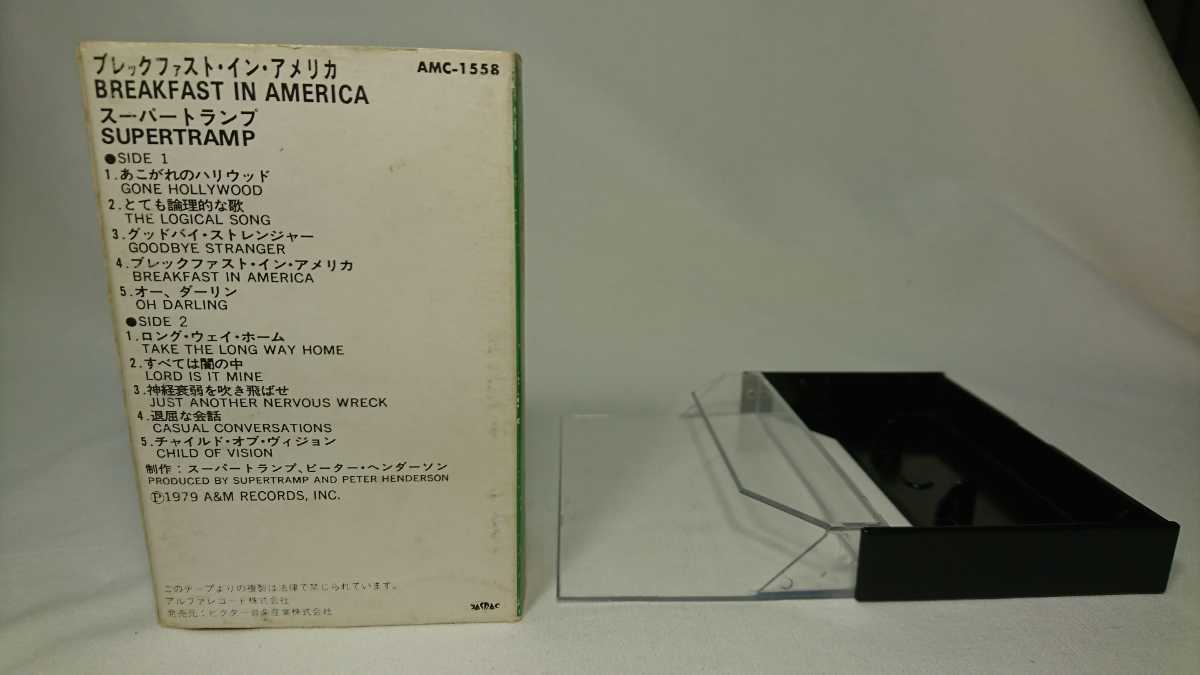 ブレックファスト・イン・アメリカ AMC-1558
BREAKFAST IN AMERICA
スーパートランプ
SUPERTRAMP
●SIDE 1
1.あこがれのハリウッド
GONE HOLLYWOOD
2.とても論理的な歌
THE LOGICAL SONG
3.グッドバイ・ストレンジャー
GOODBYE STRANGER
4.ブレックファスト・イン・アメリカ
BREAKFAST IN AMERICA
5.オー、ダーリン
OH DARLING
●SIDE 2
1.ロング・ウェイ・ホーム
TAKE THE LONG WAY HOME
2.すべては闇の中
LORD IS IT MINE
3.神経衰弱を吹き飛ばせ
JUST ANOTHER NERVOUS WRECK
4.退屈な会話
CASUAL CONVERSATIONS
5.チャイルド・オブ・ヴィジョン
CHILD OF VISION
制作：スーパートランプ、ピーター・ヘンダーソン
PRODUCED BY SUPERTRAMP AND PETER HENDERSON
Ⓟ1979 A&M RECORDS, INC.
このテープよりの複製は法律で禁じられています。
アルファレコード株式会社
発売元：ビクター音楽産業株式会社
JASRAC